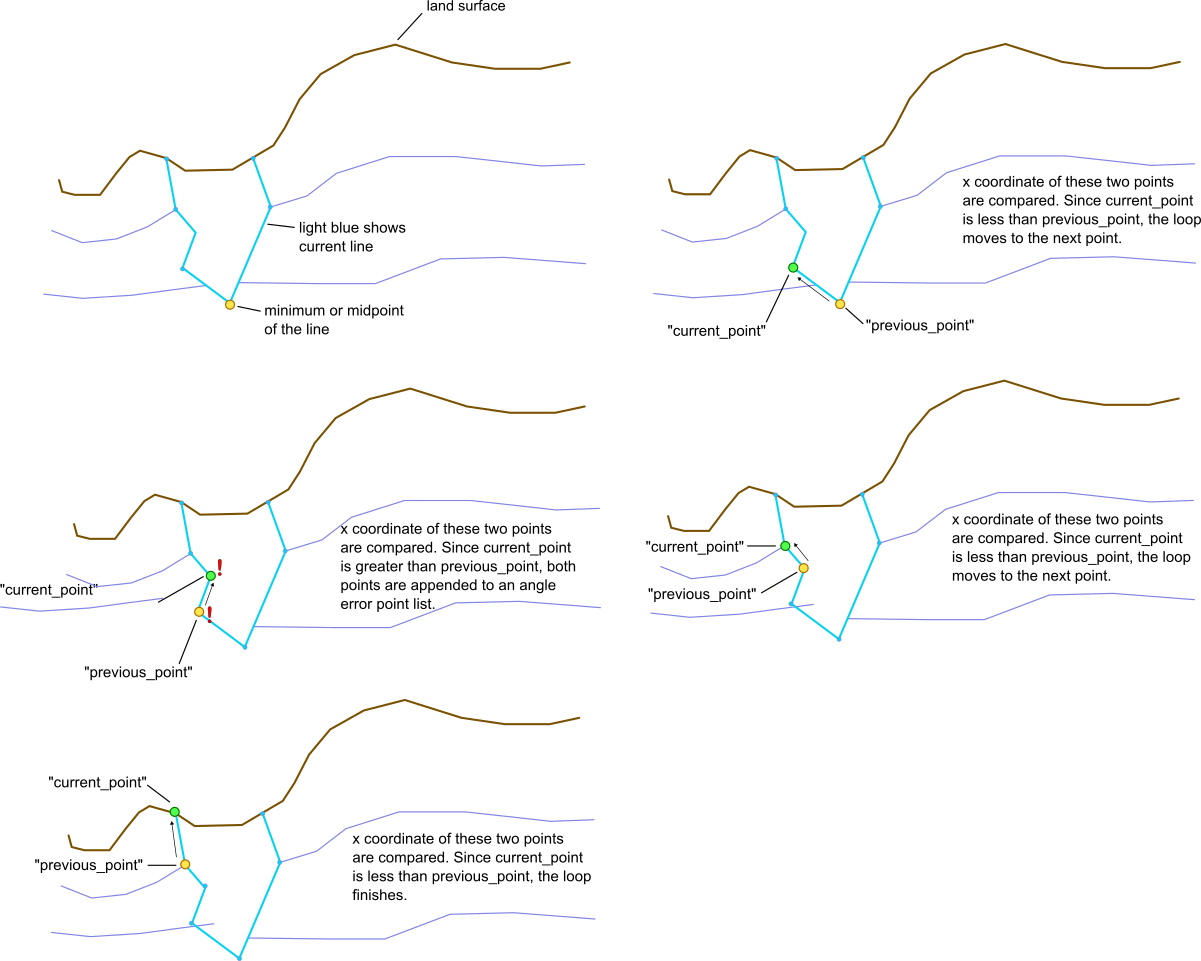 land surface
light blue shows
current line
minimum or midpoint
of the line
x coordinate of these two points
are compared. Since current_point
is less than previous_point, the loop
moves to the next point.
"current_point"
"previous_point"
x coordinate of these two points
are compared. Since current_point
is greater than previous_point, both
points are appended to an angle
error point list.
"current_point"
!
!
"previous_point"
x coordinate of these two points
are compared. Since current_point
is less than previous_point, the loop
moves to the next point.
"current_point"
"previous_point"
"current_point"
"previous_point"
x coordinate of these two points
are compared. Since current_point
is less than previous_point, the loop
finishes.